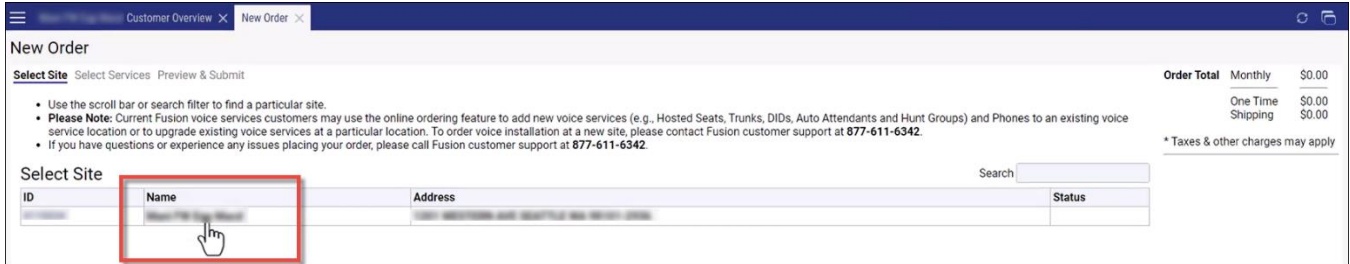 Customer Overview
New Order
New Order
Select Site Select Services Preview & Submit
Order Total Monthly $0.00
One Time $0.00
Shipping $0.00
* Taxes & other charges may apply
• Use the scroll bar or search filter to find a particular site.
• Please Note: Current Fusion voice services customers may use the online ordering feature to add new voice services (e.g., Hosted Seats, Trunks, DIDs, Auto Attendants and Hunt Groups) and Phones to an existing voice
service location or to upgrade existing voice services at a particular location. To order voice installation at a new site, please contact Fusion customer support at 877-611-6342.
• If you have questions or experience any issues placing your order, please call Fusion customer support at 877-611-6342.
Select Site
Search
ID Name Address Status